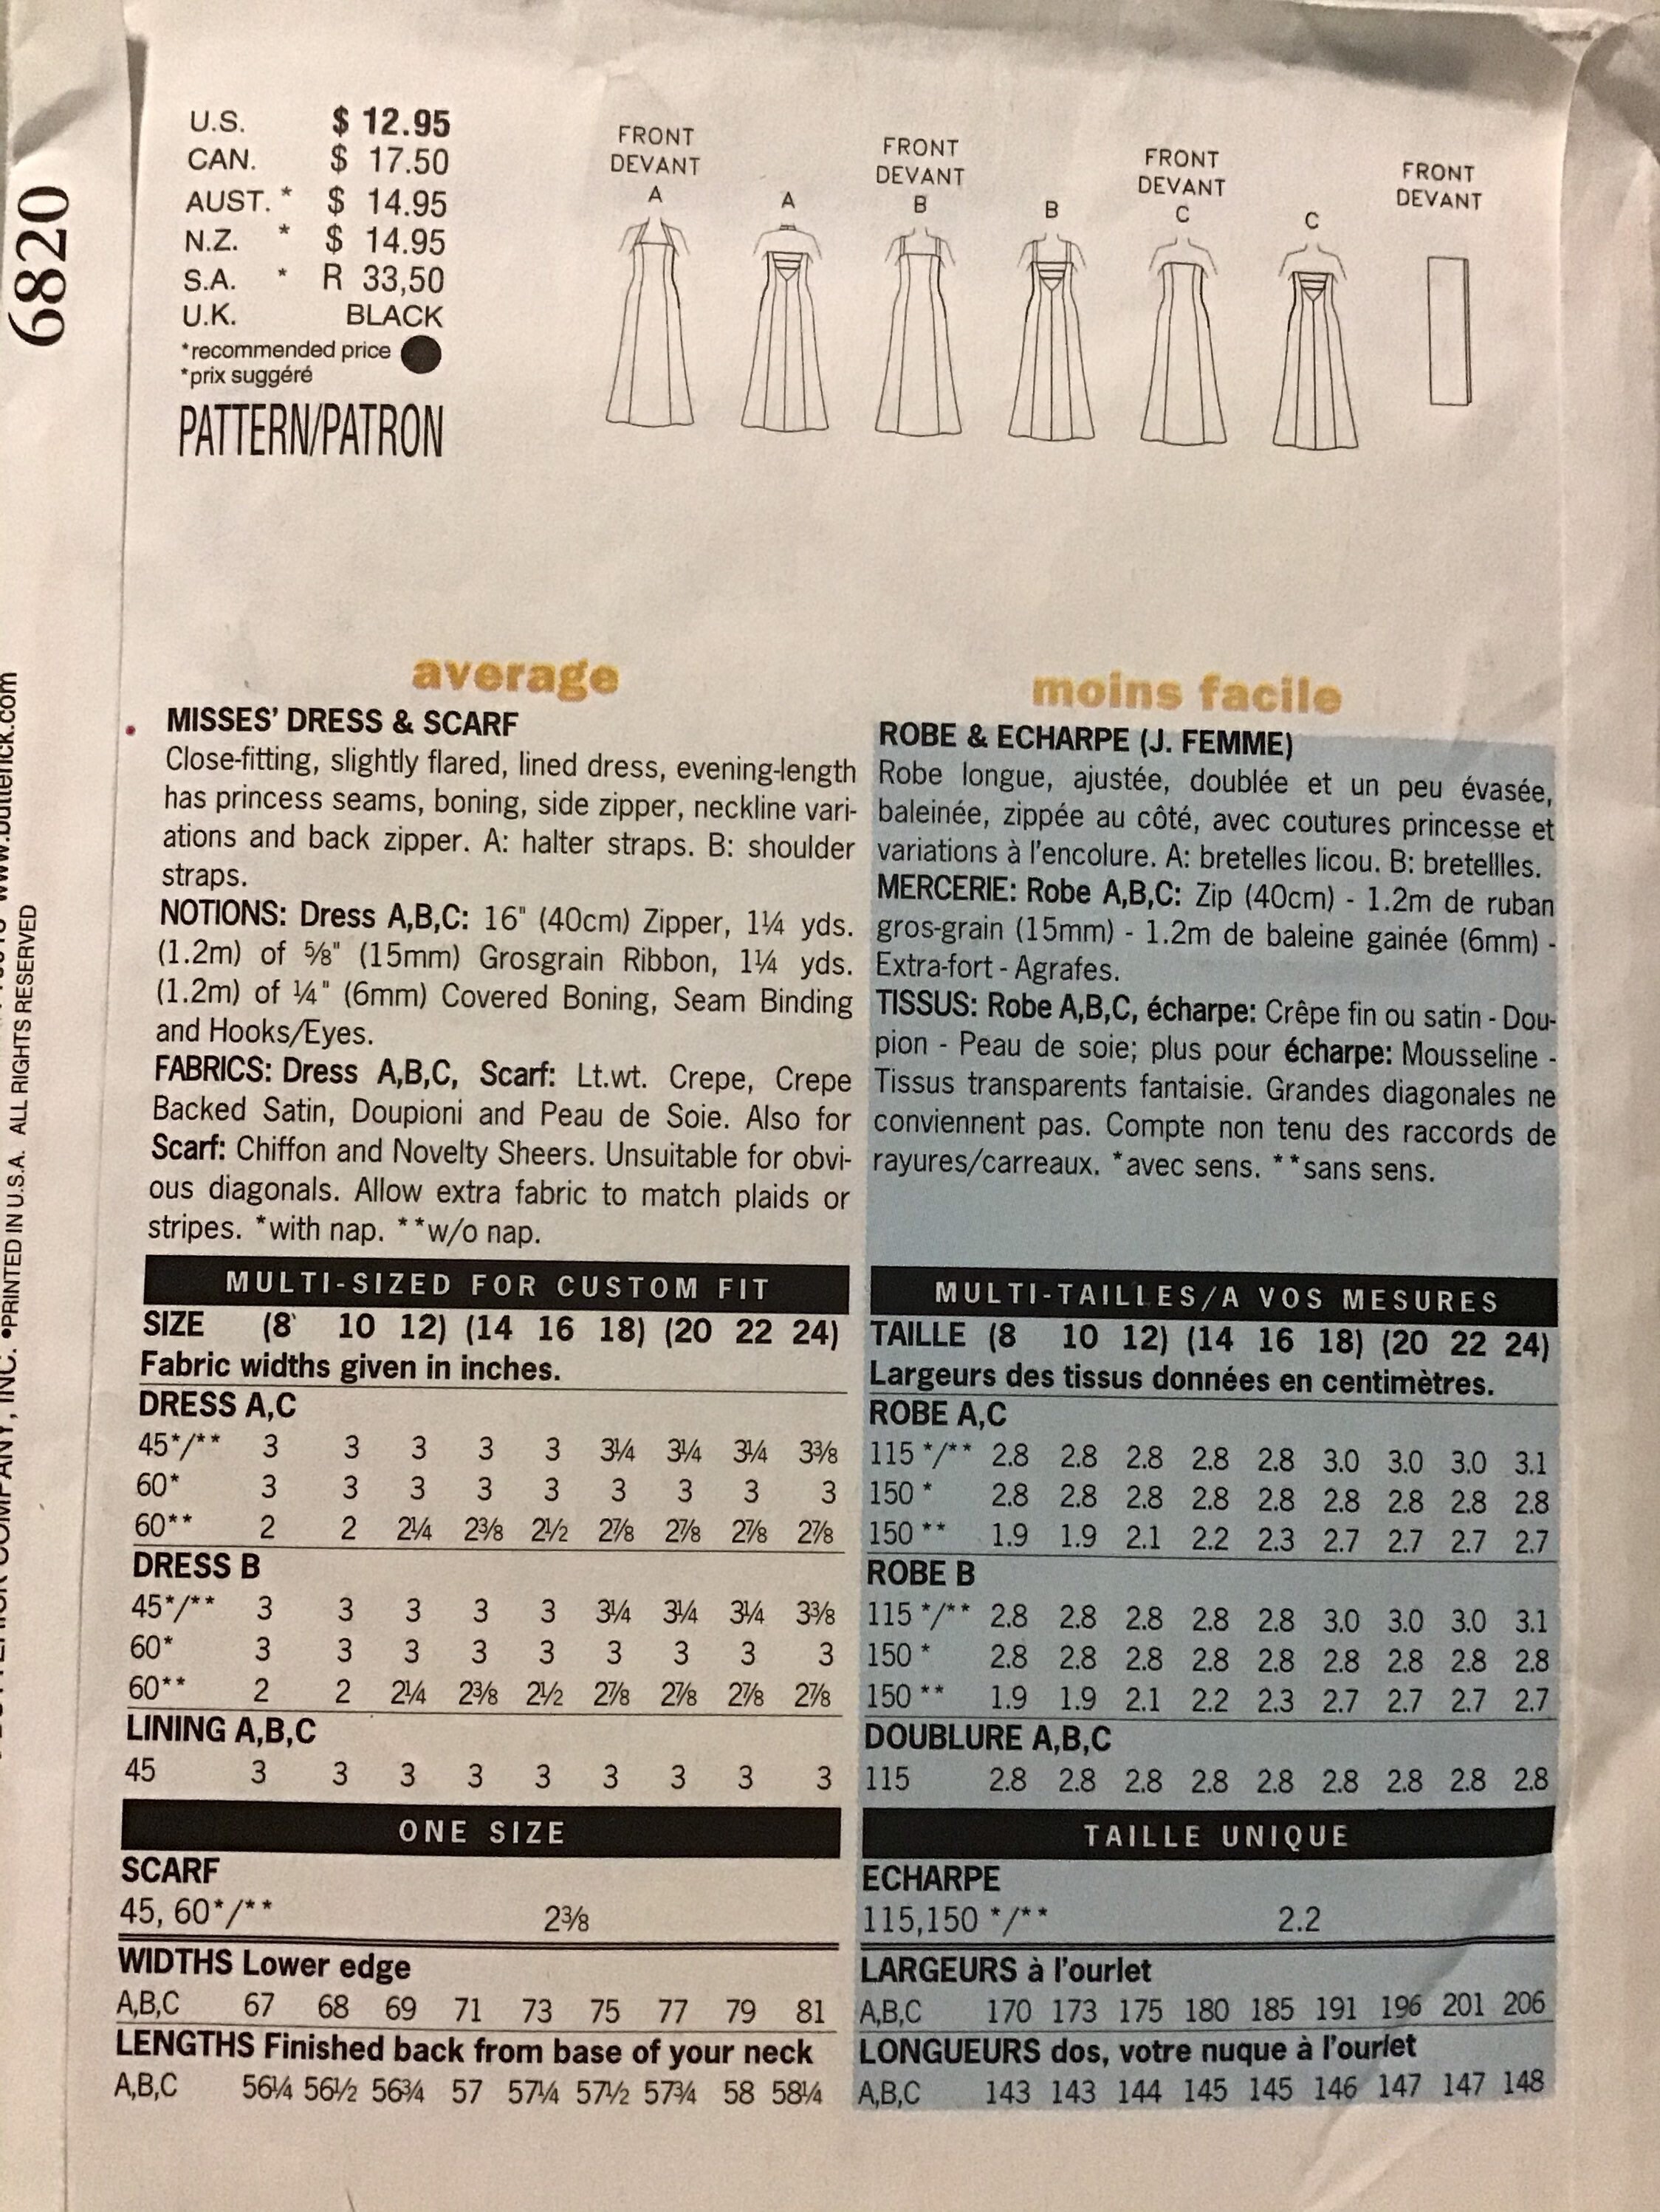 6820
www.butterick.com
INC. •PRINTED IN U.S.A. ALL RIGHTS RESERVED
U.S. $ 12.95
CAN. $ 17.50
AUST. * $ 14.95
N.Z. * $ 14.95
S.A. * R 33,50
U.K. BLACK
*recommended price
*prix suggéré
PATTERN/PATRON
FRONT
DEVANT
A
A
FRONT
DEVANT
B
B
FRONT
DEVANT
C
C
FRONT
DEVANT
average
MISSES' DRESS & SCARF
Close-fitting, slightly flared, lined dress, evening-length
has princess seams, boning, side zipper, neckline vari-
ations and back zipper. A: halter straps. B: shoulder
straps.
NOTIONS: Dress A,B,C: 16" (40cm) Zipper, 1¼ yds.
(1.2m) of ⅝" (15mm) Grosgrain Ribbon, 1¼ yds.
(1.2m) of ¼" (6mm) Covered Boning, Seam Binding
and Hooks/Eyes.
FABRICS: Dress A,B,C, Scarf: Lt.wt. Crepe, Crepe
Backed Satin, Doupioni and Peau de Soie. Also for
Scarf: Chiffon and Novelty Sheers. Unsuitable for obvi-
ous diagonals. Allow extra fabric to match plaids or
stripes. *with nap. **w/o nap.
MULTI-SIZED FOR CUSTOM FIT
SIZE (8 10 12) (14 16 18) (20 22 24)
Fabric widths given in inches.
DRESS A,C
45*/** 3 3 3 3 3 3¼ 3¼ 3¼ 3⅜
60* 3 3 3 3 3 3 3 3 3
60** 2 2 2¼ 2⅜ 2½ 2⅞ 2⅞ 2⅞ 2⅞
DRESS B
45*/** 3 3 3 3 3 3¼ 3¼ 3¼ 3⅜
60* 3 3 3 3 3 3 3 3 3
60** 2 2 2¼ 2⅜ 2½ 2⅞ 2⅞ 2⅞ 2⅞
LINING A,B,C
45 3 3 3 3 3 3 3 3 3
ONE SIZE
SCARF
45, 60*/** 2⅜
WIDTHS Lower edge
A,B,C 67 68 69 71 73 75 77 79 81
LENGTHS Finished back from base of your neck
A,B,C 56¼ 56½ 56¾ 57 57¼ 57½ 57¾ 58 58¼
moins facile
ROBE & ECHARPE (J. FEMME)
Robe longue, ajustée, doublée et un peu évasée,
baleinée, zippée au côté, avec coutures princesse et
variations à l'encolure. A: bretelles licou. B: bretellles.
MERCERIE: Robe A,B,C: Zip (40cm) - 1.2m de ruban
gros-grain (15mm) - 1.2m de baleine gainée (6mm) -
Extra-fort - Agrafes.
TISSUS: Robe A,B,C, écharpe: Crêpe fin ou satin - Dou-
pion - Peau de soie; plus pour écharpe: Mousseline -
Tissus transparents fantaisie. Grandes diagonales ne
conviennent pas. Compte non tenu des raccords de
rayures/carreaux. *avec sens. **sans sens.
MULTI-TAILLES/A VOS MESURES
TAILLE (8 10 12) (14 16 18) (20 22 24)
Largeurs des tissus données en centimètres.
ROBE A,C
115 */** 2.8 2.8 2.8 2.8 2.8 3.0 3.0 3.0 3.1
150 * 2.8 2.8 2.8 2.8 2.8 2.8 2.8 2.8 2.8
150 ** 1.9 1.9 2.1 2.2 2.3 2.7 2.7 2.7 2.7
ROBE B
115 */** 2.8 2.8 2.8 2.8 2.8 3.0 3.0 3.0 3.1
150 * 2.8 2.8 2.8 2.8 2.8 2.8 2.8 2.8 2.8
150 ** 1.9 1.9 2.1 2.2 2.3 2.7 2.7 2.7 2.7
DOUBLURE A,B,C
115 2.8 2.8 2.8 2.8 2.8 2.8 2.8 2.8 2.8
TAILLE UNIQUE
ECHARPE
115,150 */** 2.2
LARGEURS à l'ourlet
A,B,C 170 173 175 180 185 191 196 201 206
LONGUEURS dos, votre nuque à l'ourlet
A,B,C 143 143 144 145 145 146 147 147 148